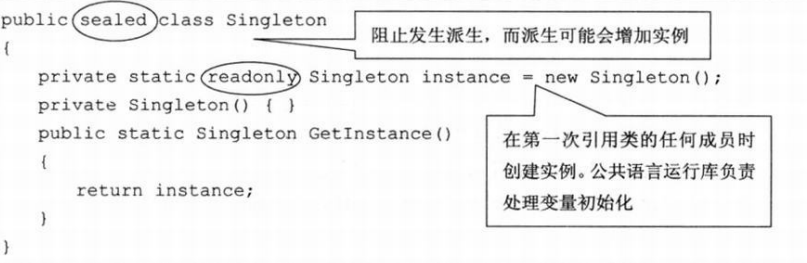 public sealed class Singleton
阻止发生派生，而派生可能会增加实例
{
private static readonly Singleton instance = new Singleton();
private Singleton() { }
public static Singleton GetInstance()
在第一次引用类的任何成员时
创建实例。公共语言运行库负责
处理变量初始化
{
return instance;
}
}